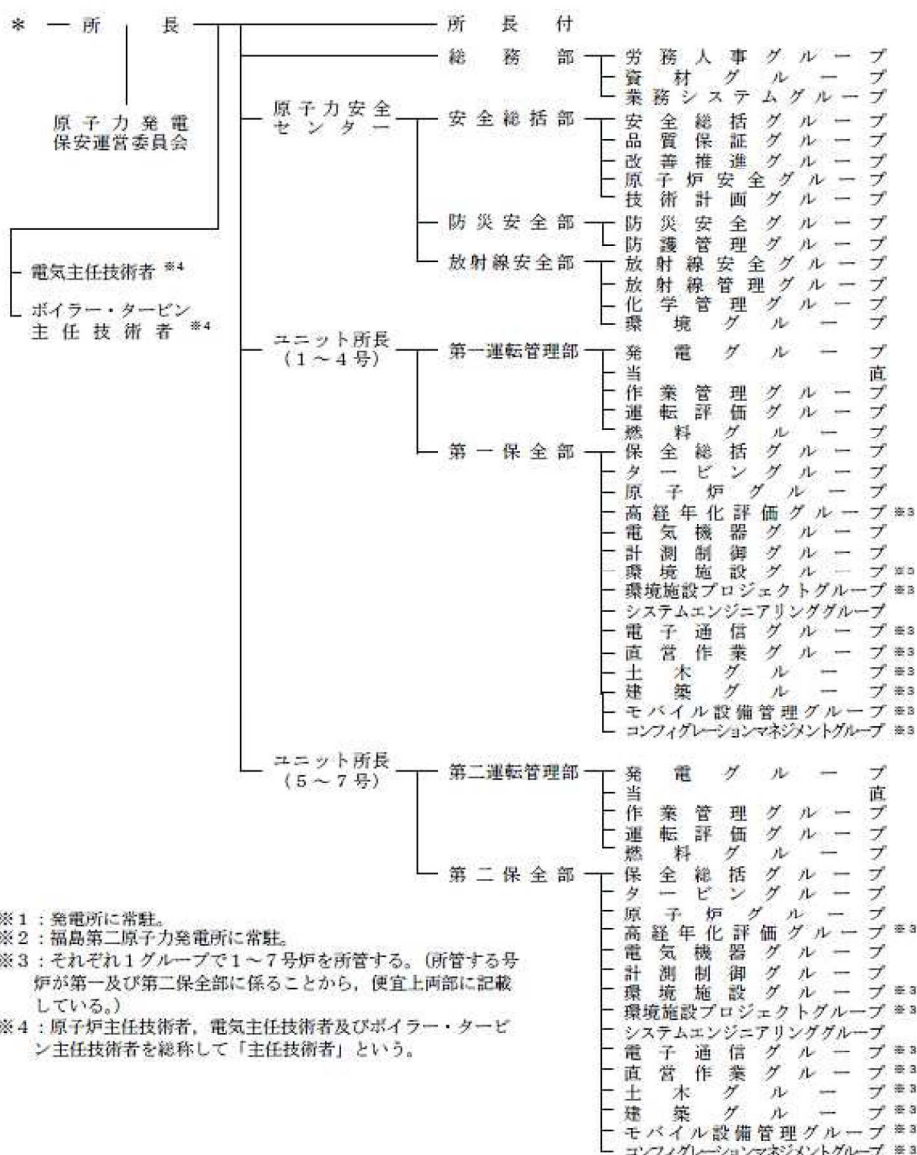 * 所長
所長付
総務部
労務人事グループ
資材グループ
業務システムグループ
原子力発電
保安運営委員会
原子力安全
センター
安全総括部
安全総括グループ
品質保証グループ
改善推進グループ
原子炉安全グループ
技術計画グループ
防災安全部
防災安全グループ
防護管理グループ
放射線安全部
放射線安全グループ
放射線管理グループ
化学管理グループ
環境グループ
電気主任技術者 ※4
ボイラー・タービン
主任技術者 ※4
ユニット所長
(1~4号)
第一運転管理部
発電グループ
当直
作業管理グループ
運転評価グループ
燃料グループ
第一保全部
保全総括グループ
タービングループ
原子炉グループ
高経年化評価グループ ※3
電気機器グループ
計測制御グループ
環境施設グループ ※3
環境施設プロジェクトグループ ※3
システムエンジニアリンググループ
電子通信グループ ※3
直営作業グループ ※3
土木グループ ※3
建築グループ ※3
モバイル設備管理グループ ※3
コンフィグレーションマネジメントグループ ※3
ユニット所長
(5~7号)
第二運転管理部
発電グループ
当直
作業管理グループ
運転評価グループ
燃料グループ
第二保全部
保全総括グループ
タービングループ
原子炉グループ
高経年化評価グループ ※3
電気機器グループ
計測制御グループ
環境施設グループ ※3
環境施設プロジェクトグループ ※3
システムエンジニアリンググループ
電子通信グループ ※3
直営作業グループ ※3
土木グループ ※3
建築グループ ※3
モバイル設備管理グループ ※3
コンフィグレーションマネジメントグループ ※3
※1:発電所に常駐。
※2:福島第二原子力発電所に常駐。
※3:それぞれ1グループで1~7号炉を所管する。(所管する号
炉が第一及び第二保全部に係ることから,便宜上両部に記載
している。)
※4:原子炉主任技術者,電気主任技術者及びボイラー・タービ
ン主任技術者を総称して「主任技術者」という。